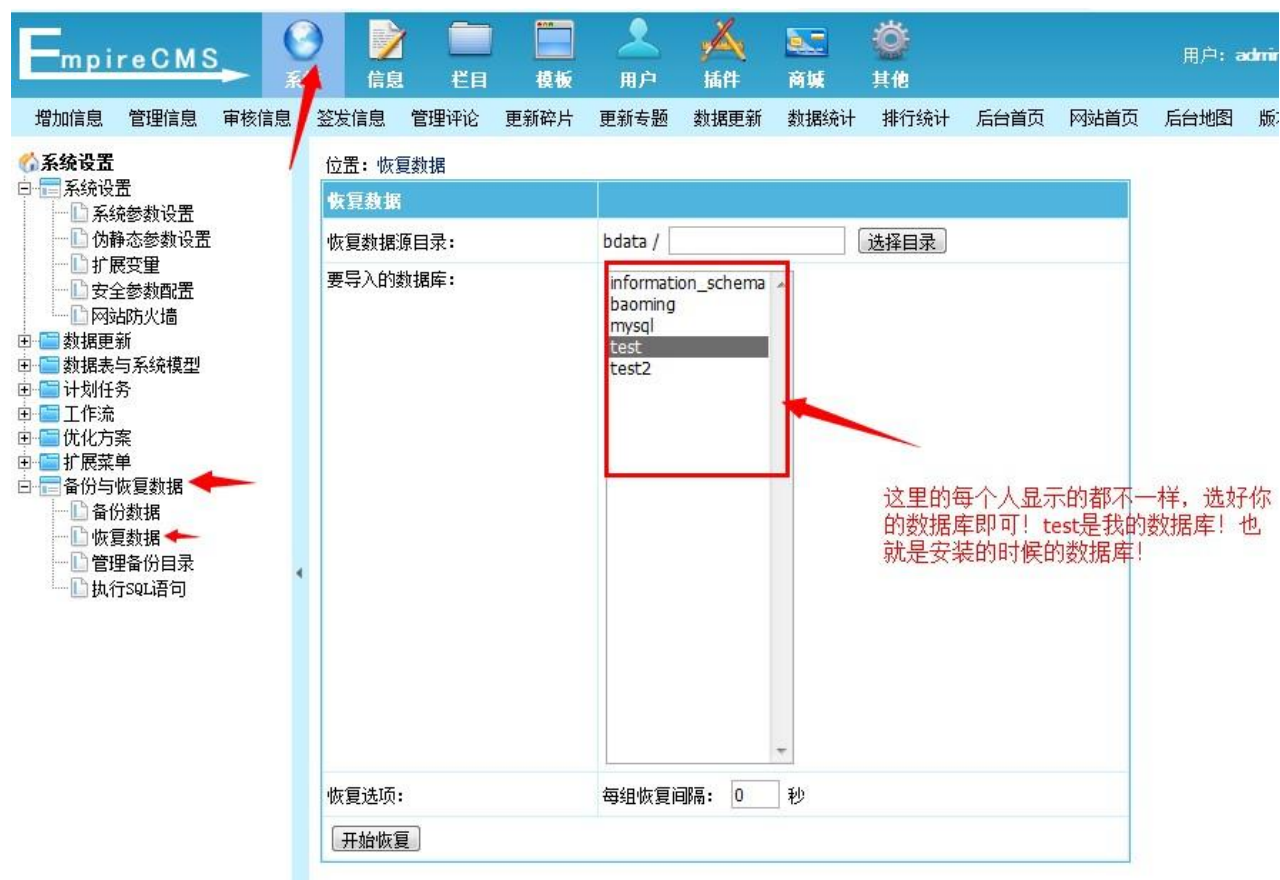 EmpireCMS
系统 信息 栏目 模板 用户 插件 商城 其他
用户：admin
增加信息 管理信息 审核信息 签发信息 管理评论 更新碎片 更新专题 数据更新 数据统计 排行统计 后台首页 网站首页 后台地图
系统设置
系统设置
系统参数设置
伪静态参数设置
扩展变量
安全参数配置
网站防火墙
数据更新
数据表与系统模型
计划任务
工作流
优化方案
扩展菜单
备份与恢复数据
备份数据
恢复数据
管理备份目录
执行SQL语句
位置：恢复数据
恢复数据
恢复数据源目录： bdata / 选择目录
要导入的数据库：
information_schema
baoming
mysql
test
test2
这里的每个人显示的都不一样，选好你
的数据库即可！test是我的数据库！也
就是安装的时候的数据库！
恢复选项： 每组恢复间隔： 0 秒
开始恢复